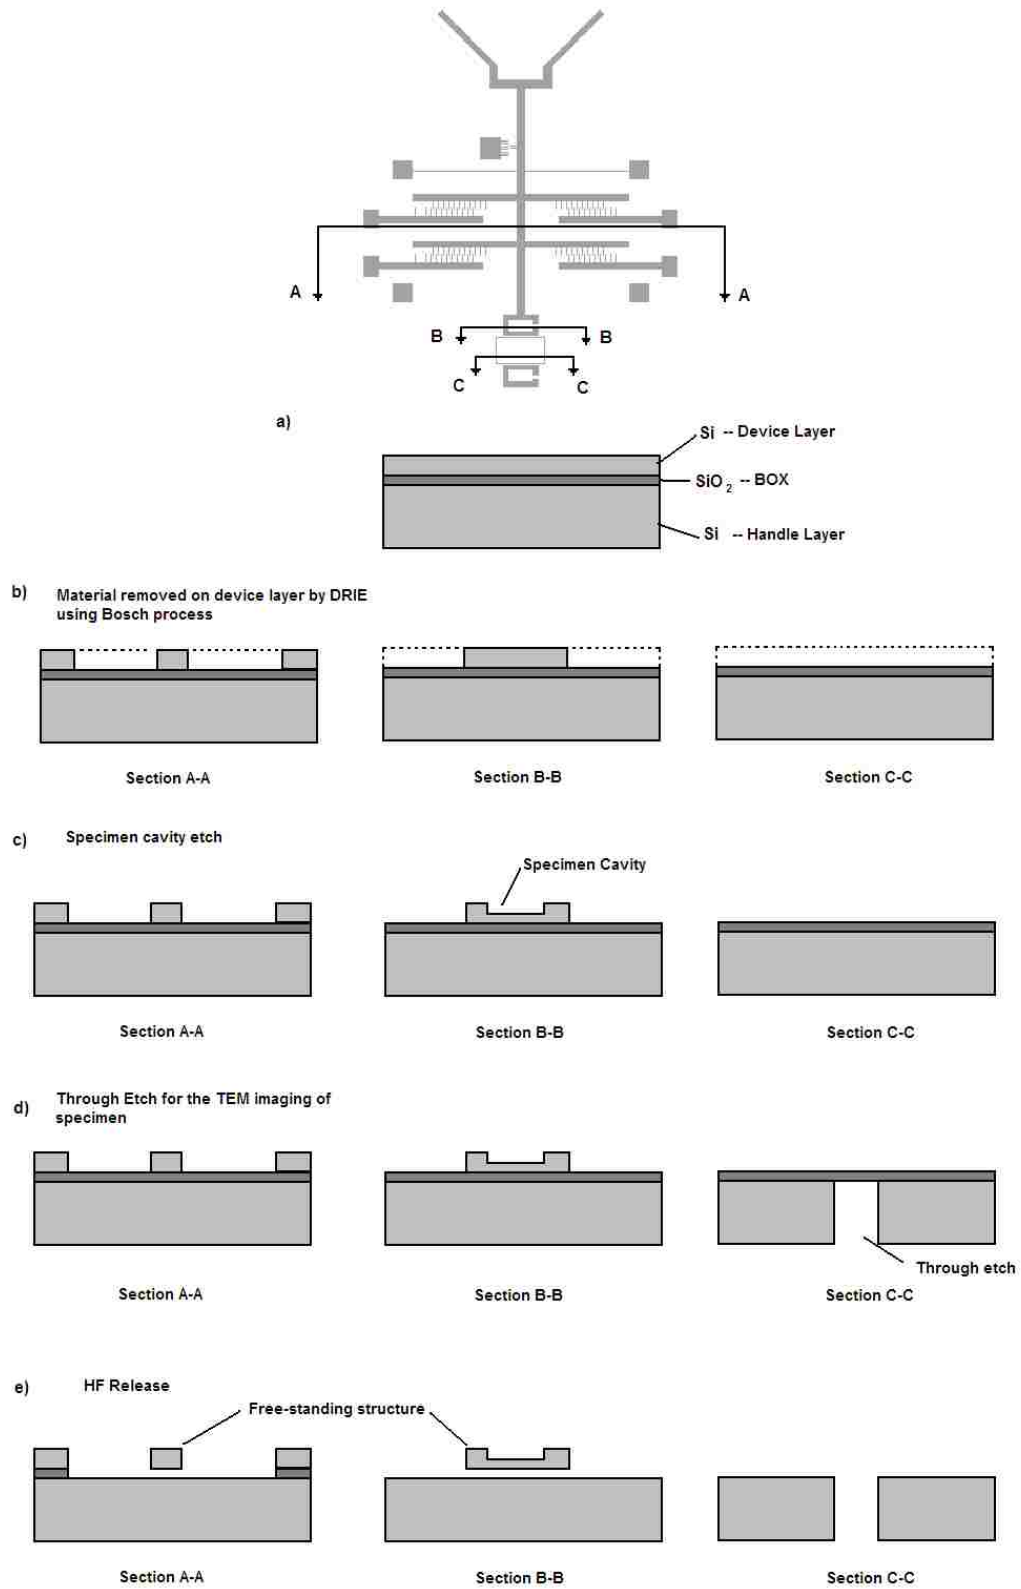 A A
B B
C C
a)
Si -- Device Layer
SiO2 -- BOX
Si -- Handle Layer
b) Material removed on device layer by DRIE
using Bosch process
Section A-A Section B-B Section C-C
c) Specimen cavity etch
Specimen Cavity
Section A-A Section B-B Section C-C
d) Through Etch for the TEM imaging of
specimen
Through etch
Section A-A Section B-B Section C-C
e) HF Release
Free-standing structure
Section A-A Section B-B Section C-C